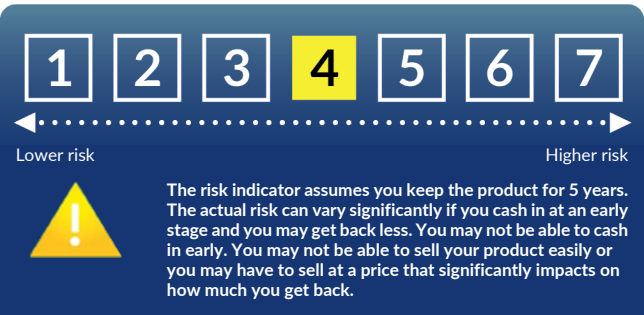 1 2 3 4 5 6 7
Lower risk Higher risk
The risk indicator assumes you keep the product for 5 years.
The actual risk can vary significantly if you cash in at an early
stage and you may get back less. You may not be able to cash
in early. You may not be able to sell your product easily or
you may have to sell at a price that significantly impacts on
how much you get back.